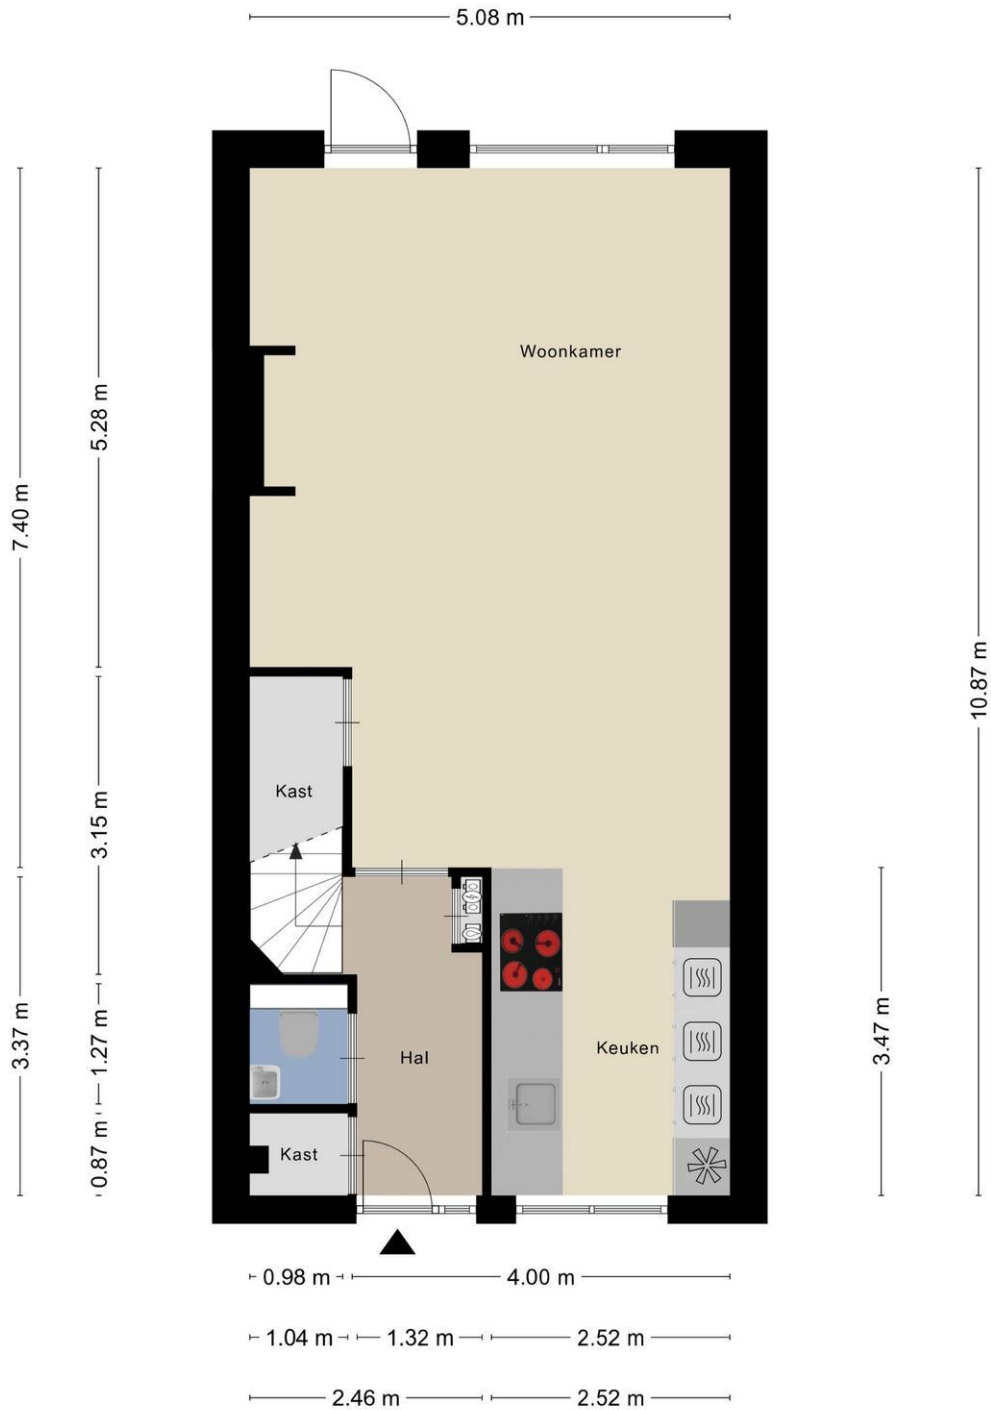 5.08 m
Woonkamer
5.28 m
7.40 m
10.87 m
Kast
3.15 m
3.37 m
1.27 m
0.87 m
3.47 m
Hal
Keuken
Kast
0.98 m
4.00 m
1.04 m
1.32 m
2.52 m
2.46 m
2.52 m